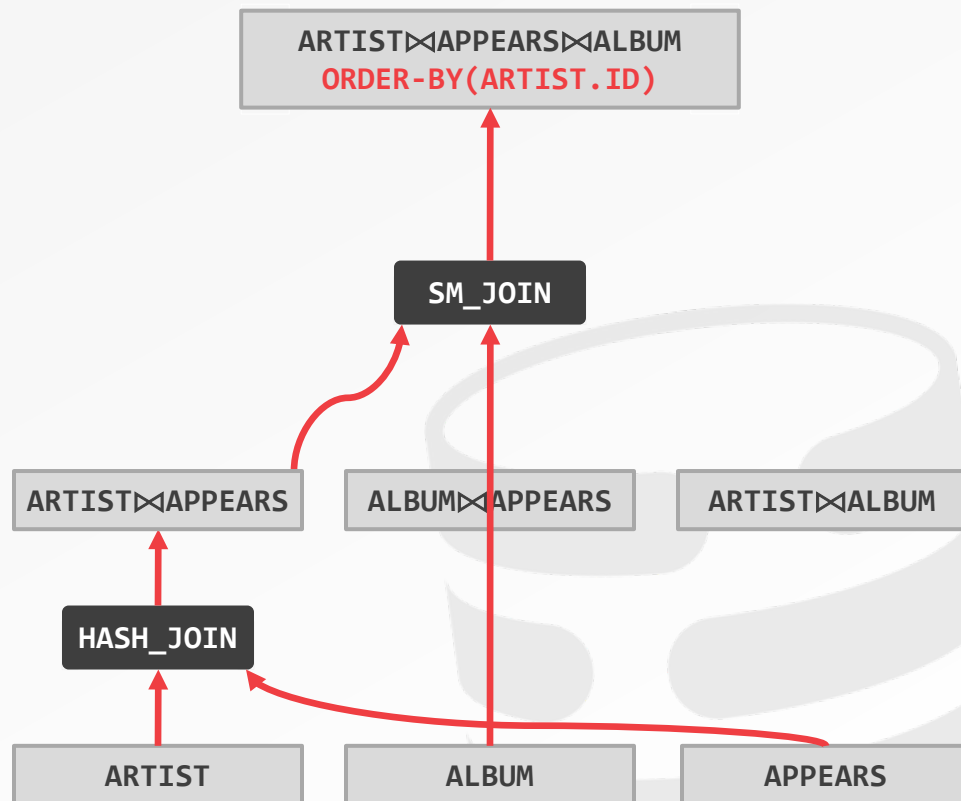 ARTIST⋈APPEARS⋈ALBUM
ORDER-BY(ARTIST.ID)
SM_JOIN
ARTIST⋈APPEARS
ALBUM⋈APPEARS
ARTIST⋈ALBUM
HASH_JOIN
ARTIST
ALBUM
APPEARS